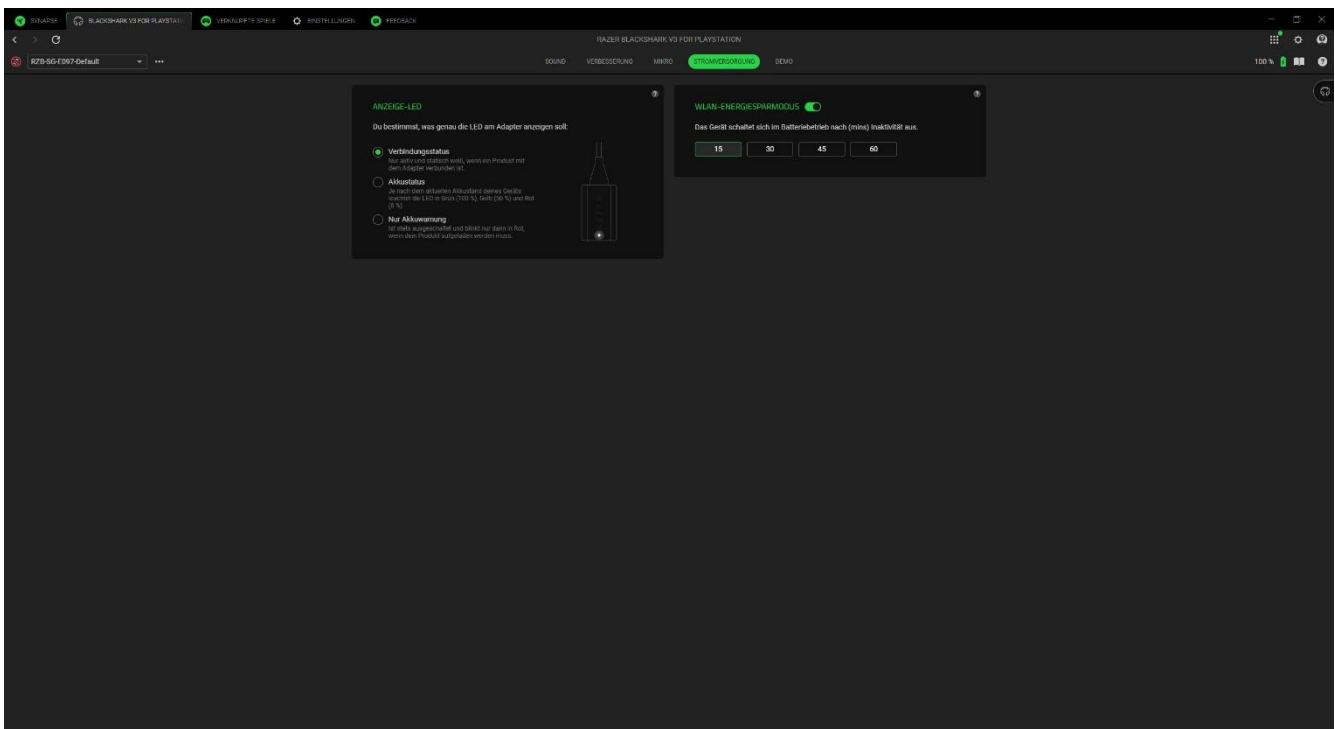 SYNAPSE
BLACKSHARK V3 FOR PLAYSTATI
VERKNÜPFTE SPIELE
EINSTELLUNGEN
FEEDBACK
RAZER BLACKSHARK V3 FOR PLAYSTATION
RZB-SG-E097-Default
SOUND
VERBESSERUNG
MIKRO
STROMVERSORGUNG
DEMO
100 %
ANZEIGE-LED
Du bestimmst, was genau die LED am Adapter anzeigen soll:
Verbindungsstatus
Nur aktiv und statisch weiß, wenn ein Produkt mit
dem Adapter verbunden ist.
Akkustatus
Je nach dem aktuellen Akkustand deines Geräts
leuchtet die LED in Grün (100 %), Gelb (50 %) und Rot
(0 %).
Nur Akkuwarnung
Ist stets ausgeschaltet und blinkt nur dann in Rot,
wenn dein Produkt aufgeladen werden muss.
WLAN-ENERGIESPARMODUS
Das Gerät schaltet sich im Batteriebetrieb nach (mins) Inaktivität aus.
15
30
45
60